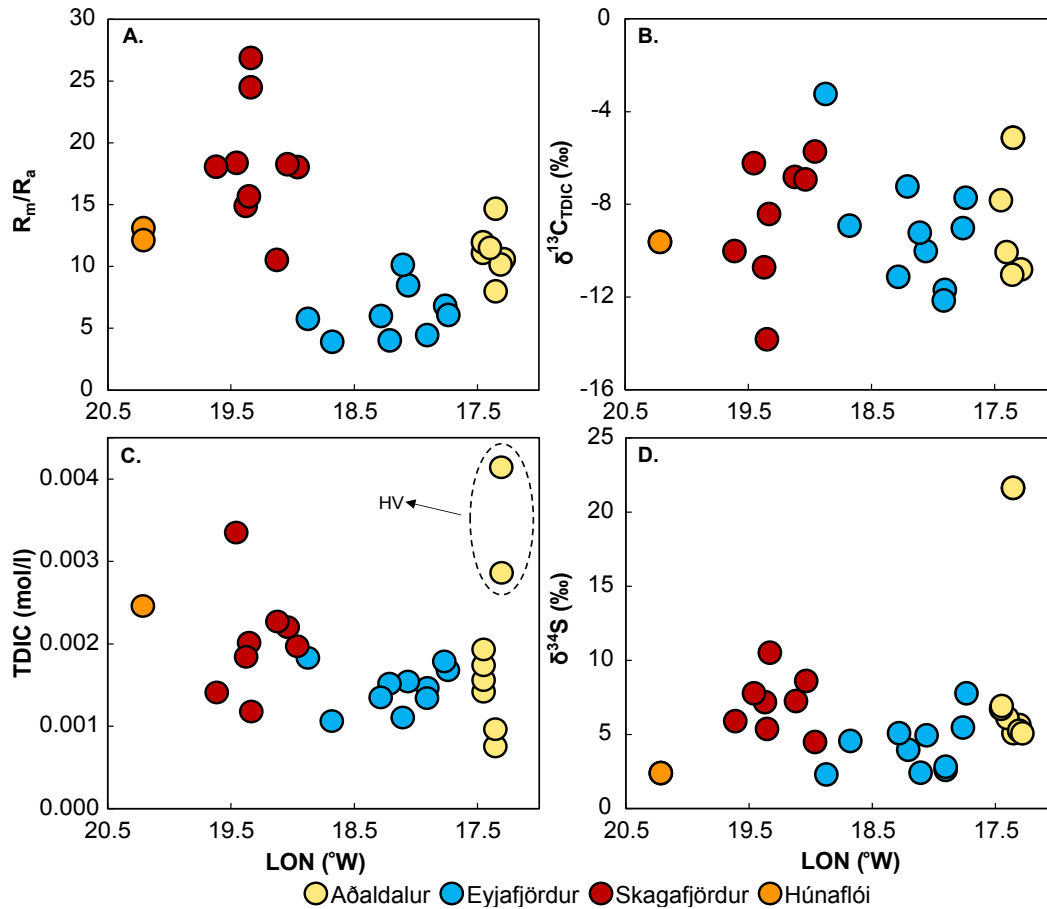 A.
30
25
20
15
10
5
0
Rm/Ra
20.5 19.5 18.5 17.5
B.
-0
-4
-8
-12
-16
δ13CTDIC (‰)
20.5 19.5 18.5 17.5
C.
0.004
0.003
0.002
0.001
0.000
TDIC (mol/l)
HV
20.5 19.5 18.5 17.5
LON (°W)
D.
25
20
15
10
5
0
δ34S (‰)
20.5 19.5 18.5 17.5
LON (°W)
Aðaldalur Eyjafjördur Skagafjördur Húnaflói